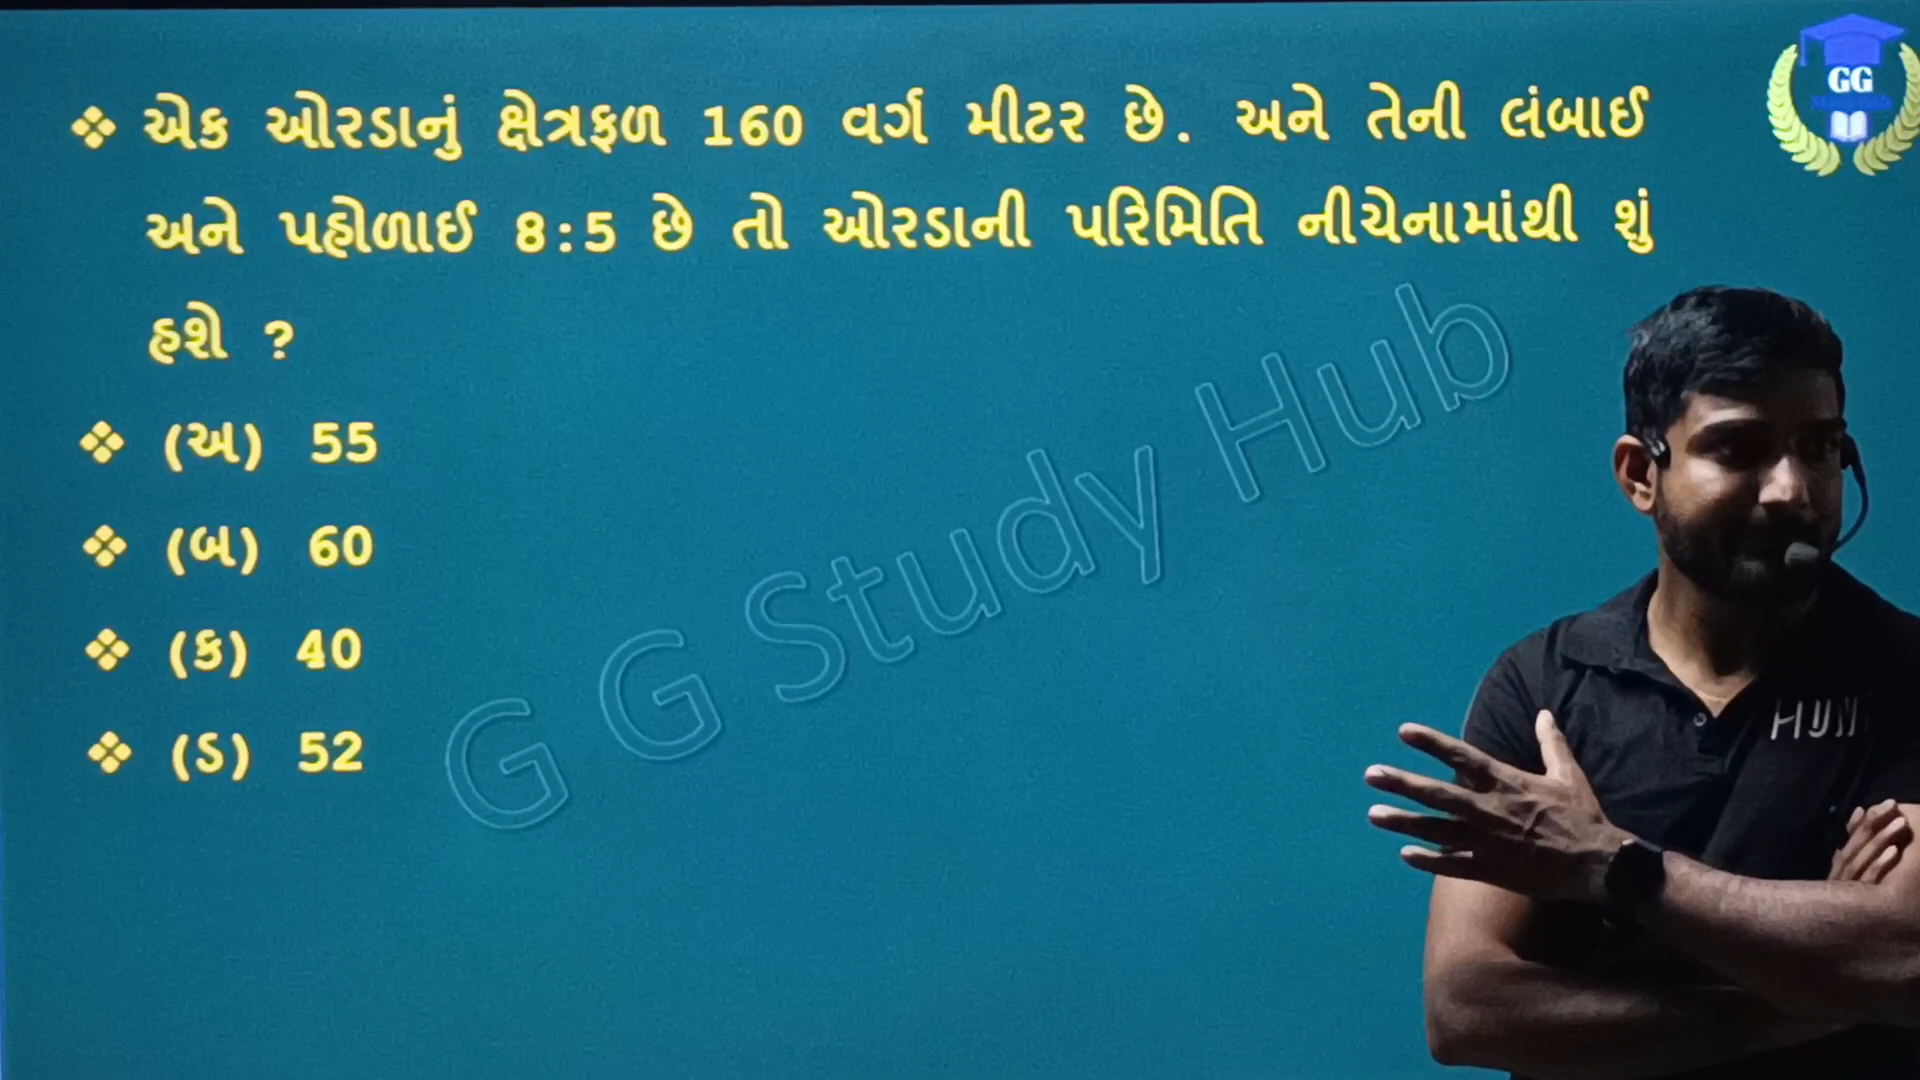 ❖ એક ઓરડાનું ક્ષેત્રફળ 160 વર્ગ મીટર છે. અને તેની લંબાઈ
અને પહોળાઈ 8:5 છે તો ઓરડાની પરિમિતિ નીચેનામાંથી શું
હશે ?
❖ (અ) 55
❖ (બ) 60
❖ (ક) 40
❖ (ડ) 52
G G Study Hub
GG